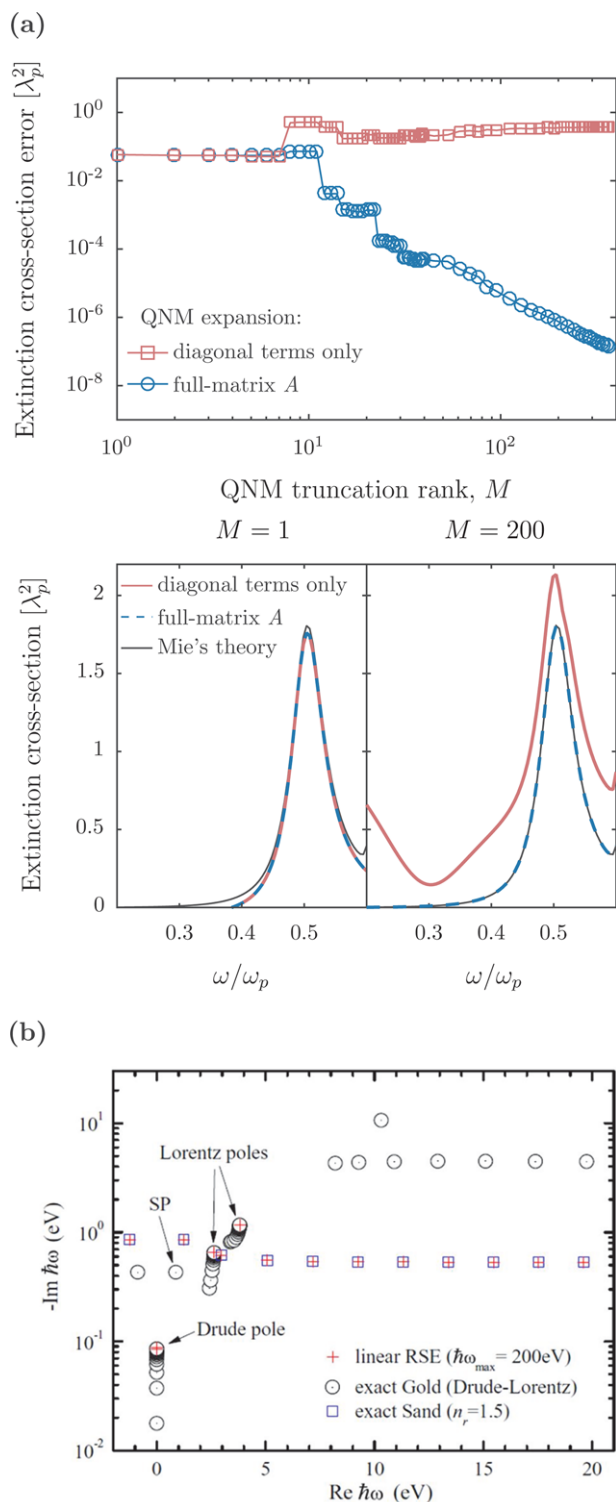 (a)
Extinction cross-section error [λ_p^2]
10^0
10^-2
10^-4
10^-6
10^-8
QNM expansion:
diagonal terms only
full-matrix A
10^0 10^1 10^2
QNM truncation rank, M
M = 1 M = 200
Extinction cross-section [λ_p^2]
2
1.5
1
0.5
0
diagonal terms only
full-matrix A
Mie's theory
0.3 0.4 0.5 0.3 0.4 0.5
ω/ω_p ω/ω_p
(b)
-Im ℏω (eV)
10^1
10^0
10^-1
10^-2
Lorentz poles
SP
Drude pole
linear RSE (ℏω_max = 200eV)
exact Gold (Drude-Lorentz)
exact Sand (n_r=1.5)
0 5 10 15 20
Re ℏω (eV)